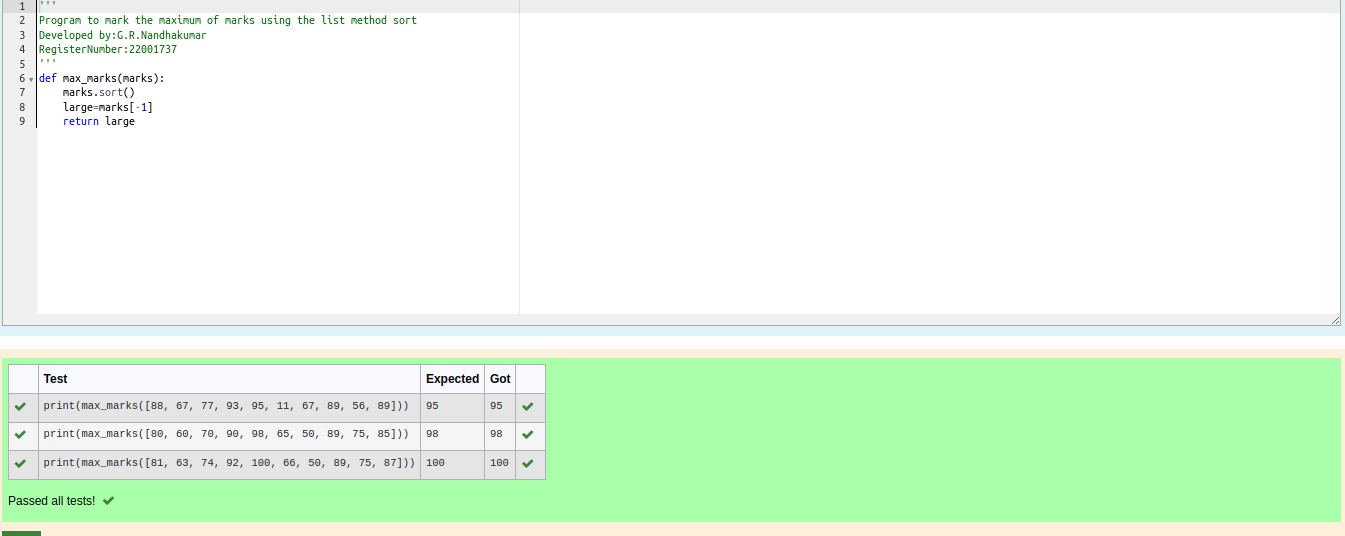 1 '''
2 Program to mark the maximum of marks using the list method sort
3 Developed by:G.R.Nandhakumar
4 RegisterNumber:22001737
5 '''
6 def max_marks(marks):
7     marks.sort()
8     large=marks[-1]
9     return large
Test Expected Got
print(max_marks([88, 67, 77, 93, 95, 11, 67, 89, 56, 89])) 95 95
print(max_marks([80, 60, 70, 90, 98, 65, 50, 89, 75, 85])) 98 98
print(max_marks([81, 63, 74, 92, 100, 66, 50, 89, 75, 87])) 100 100
Passed all tests!